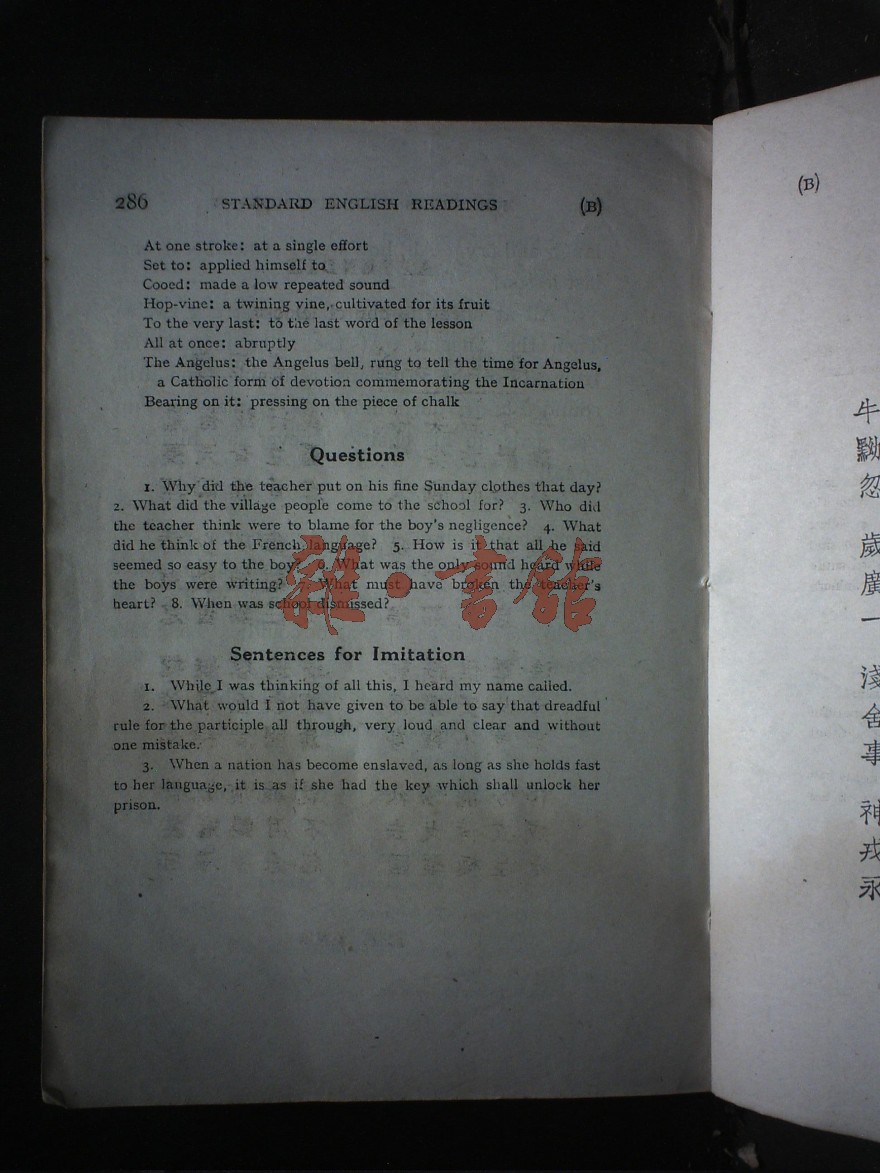 286 STANDARD ENGLISH READINGS (B)
At one stroke: at a single effort
Set to: applied himself to
Cooed: made a low repeated sound
Hop-vine: a twining vine, cultivated for its fruit
To the very last: to the last word of the lesson
All at once: abruptly
The Angelus: the Angelus bell, rung to tell the time for Angelus,
a Catholic form of devotion commemorating the Incarnation
Bearing on it: pressing on the piece of chalk
Questions
1. Why did the teacher put on his fine Sunday clothes that day?
2. What did the village people come to the school for? 3. Who did
the teacher think were to blame for the boy's negligence? 4. What
did he think of the French language? 5. How is it that all he said
seemed so easy to the boy? 6. What was the only sound heard while
the boys were writing? 7. What must have broken the teacher's
heart? 8. When was school dismissed?
雜·書館
Sentences for Imitation
1. While I was thinking of all this, I heard my name called.
2. What would I not have given to be able to say that dreadful
rule for the participle all through, very loud and clear and without
one mistake.
3. When a nation has become enslaved, as long as she holds fast
to her language, it is as if she had the key which shall unlock her
prison.
(B)
牛
黝
忽
歲
廣
一
淺
舍
事
神
戎
永